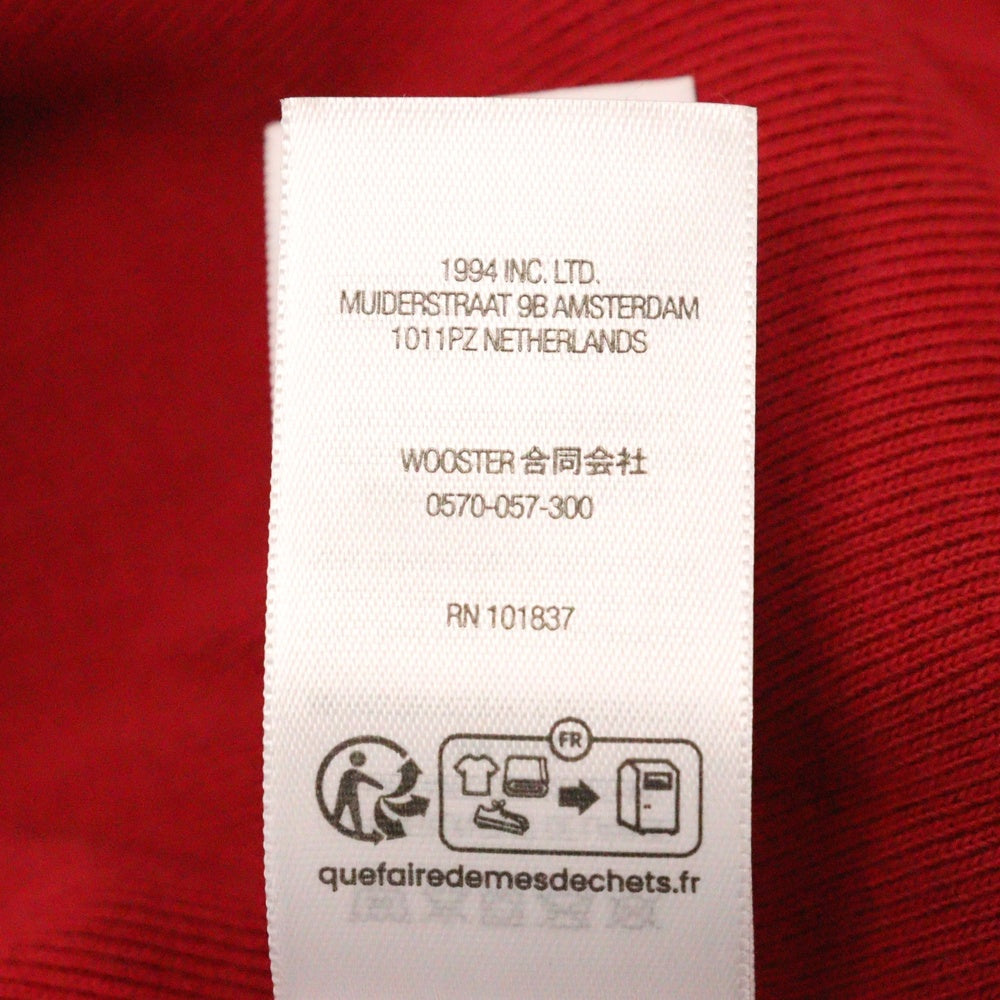 1994 INC. LTD.
MUIDERSTRAAT 9B AMSTERDAM
1011PZ NETHERLANDS
WOOSTER 合同会社
0570-057-300
RN 101837
FR
quefairedemesdechets.fr